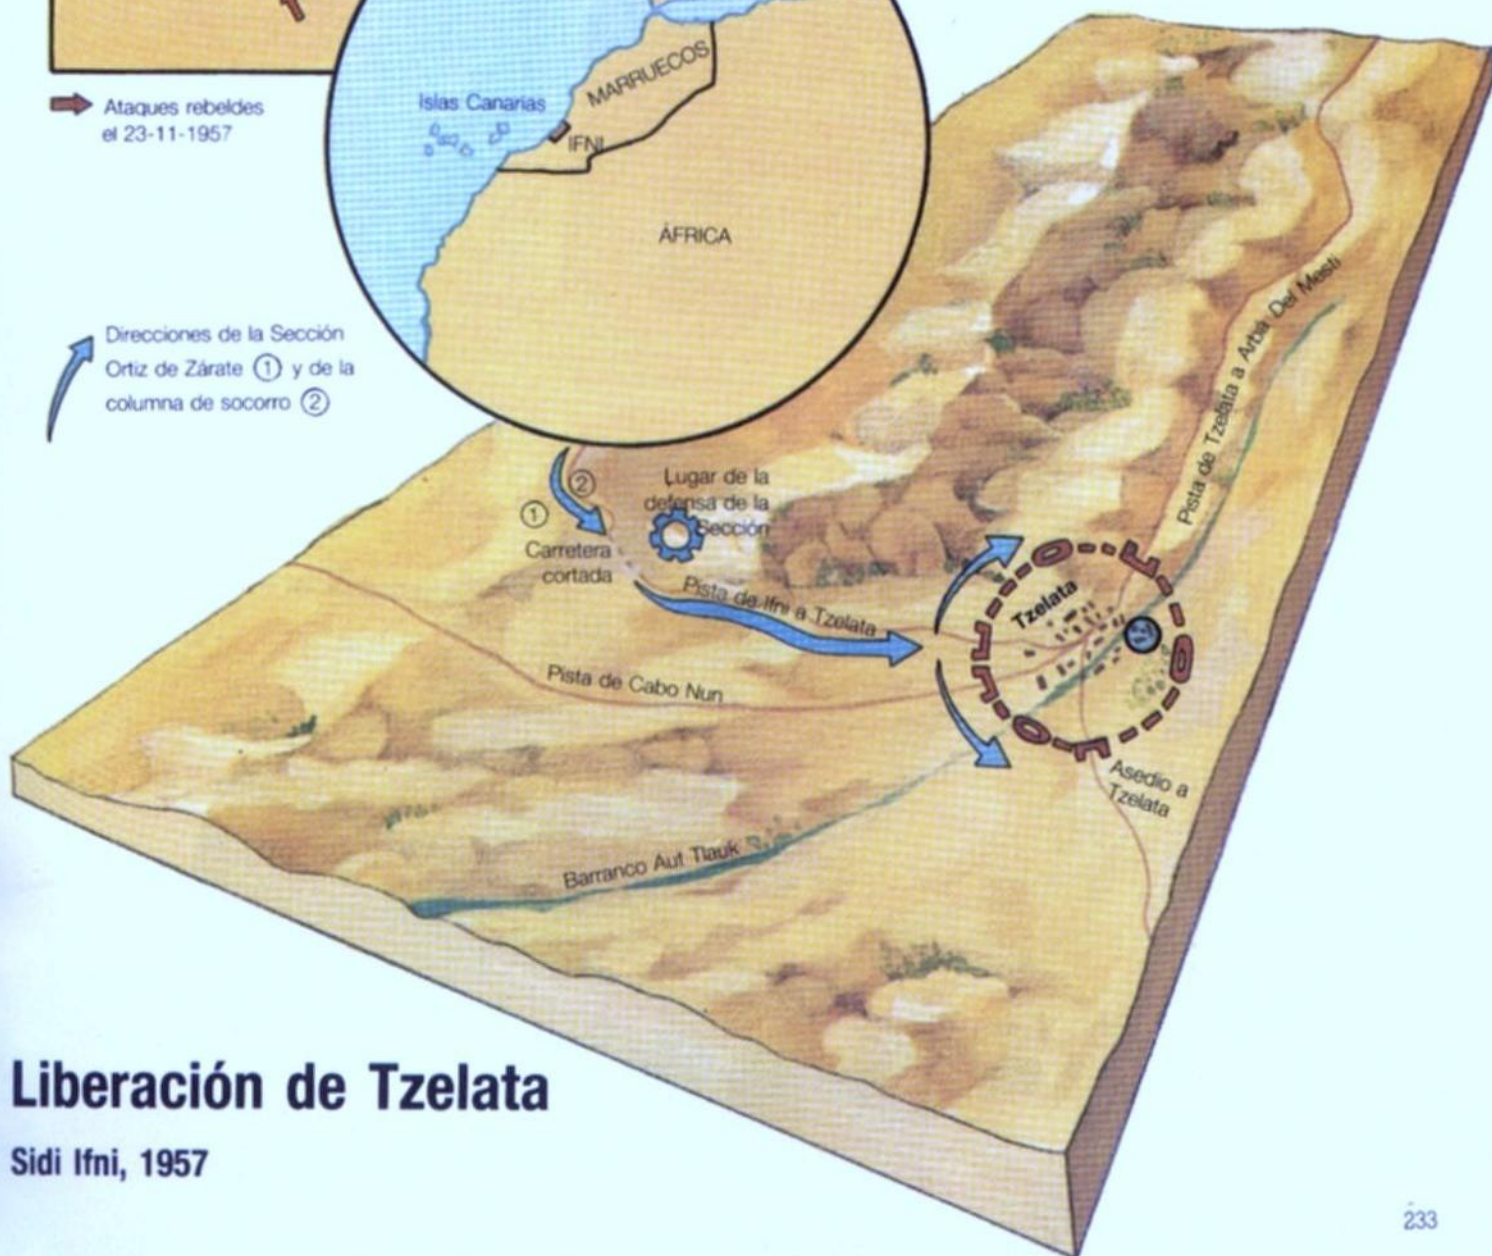 Ataques rebeldes
el 23-11-1957
Islas Canarias
MARRUECOS
IFNI
ÁFRICA
Direcciones de la Sección
Ortiz de Zárate ① y de la
columna de socorro ②
②
①
Lugar de la
defensa de la
Sección
Carretera
cortada
Pista de Ifni a Tzelata
Pista de Cabo Nun
Tzelata
Pista de Tzelata a Arba Del Mesti
Asedio a
Tzelata
Barranco Aut Tlauk
Liberación de Tzelata
Sidi Ifni, 1957
233